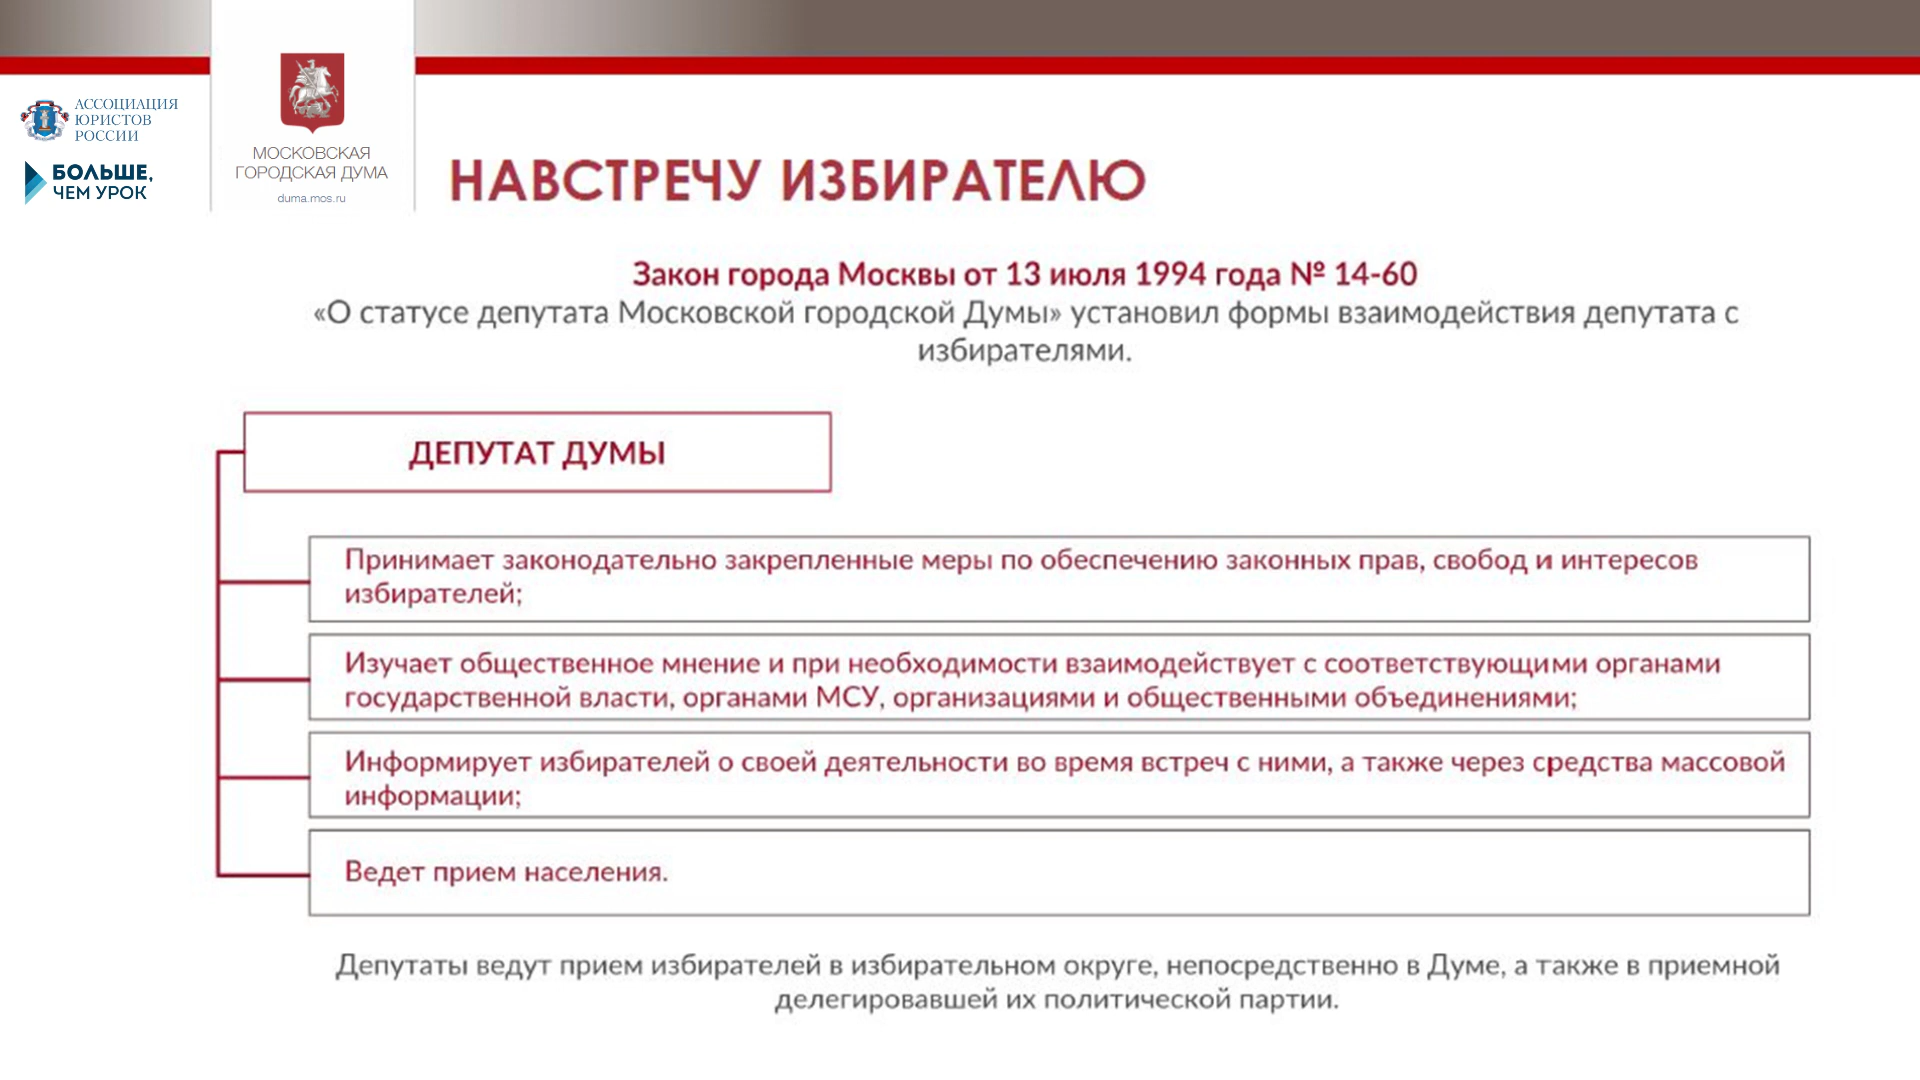 АССОЦИАЦИЯ
ЮРИСТОВ
РОССИИ
БОЛЬШЕ,
ЧЕМ УРОК
МОСКОВСКАЯ
ГОРОДСКАЯ ДУМА
duma.mos.ru
НАВСТРЕЧУ ИЗБИРАТЕЛЮ
Закон города Москвы от 13 июля 1994 года № 14-60
«О статусе депутата Московской городской Думы» установил формы взаимодействия депутата с
избирателями.
ДЕПУТАТ ДУМЫ
Принимает законодательно закрепленные меры по обеспечению законных прав, свобод и интересов
избирателей;
Изучает общественное мнение и при необходимости взаимодействует с соответствующими органами
государственной власти, органами МСУ, организациями и общественными объединениями;
Информирует избирателей о своей деятельности во время встреч с ними, а также через средства массовой
информации;
Ведет прием населения.
Депутаты ведут прием избирателей в избирательном округе, непосредственно в Думе, а также в приемной
делегировавшей их политической партии.